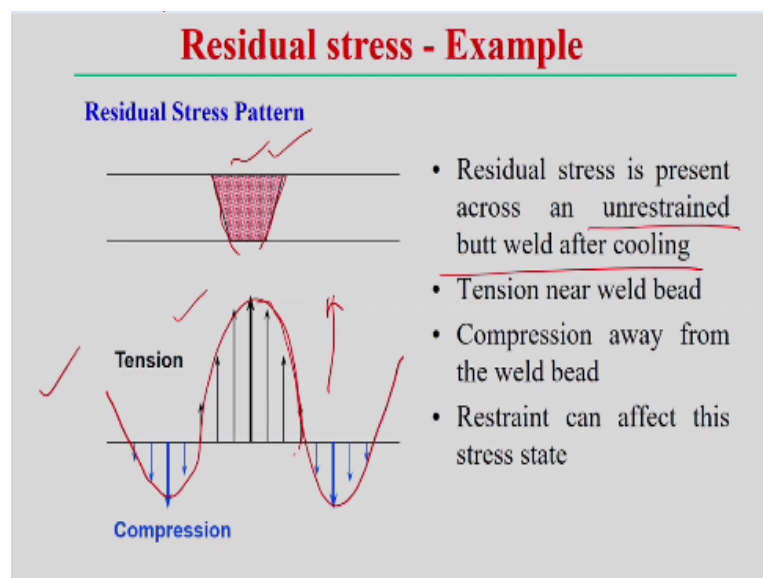 Residual stress - Example
Residual Stress Pattern
Tension
Compression
• Residual stress is present
across an unrestrained
butt weld after cooling
• Tension near weld bead
• Compression away from
the weld bead
• Restraint can affect this
stress state